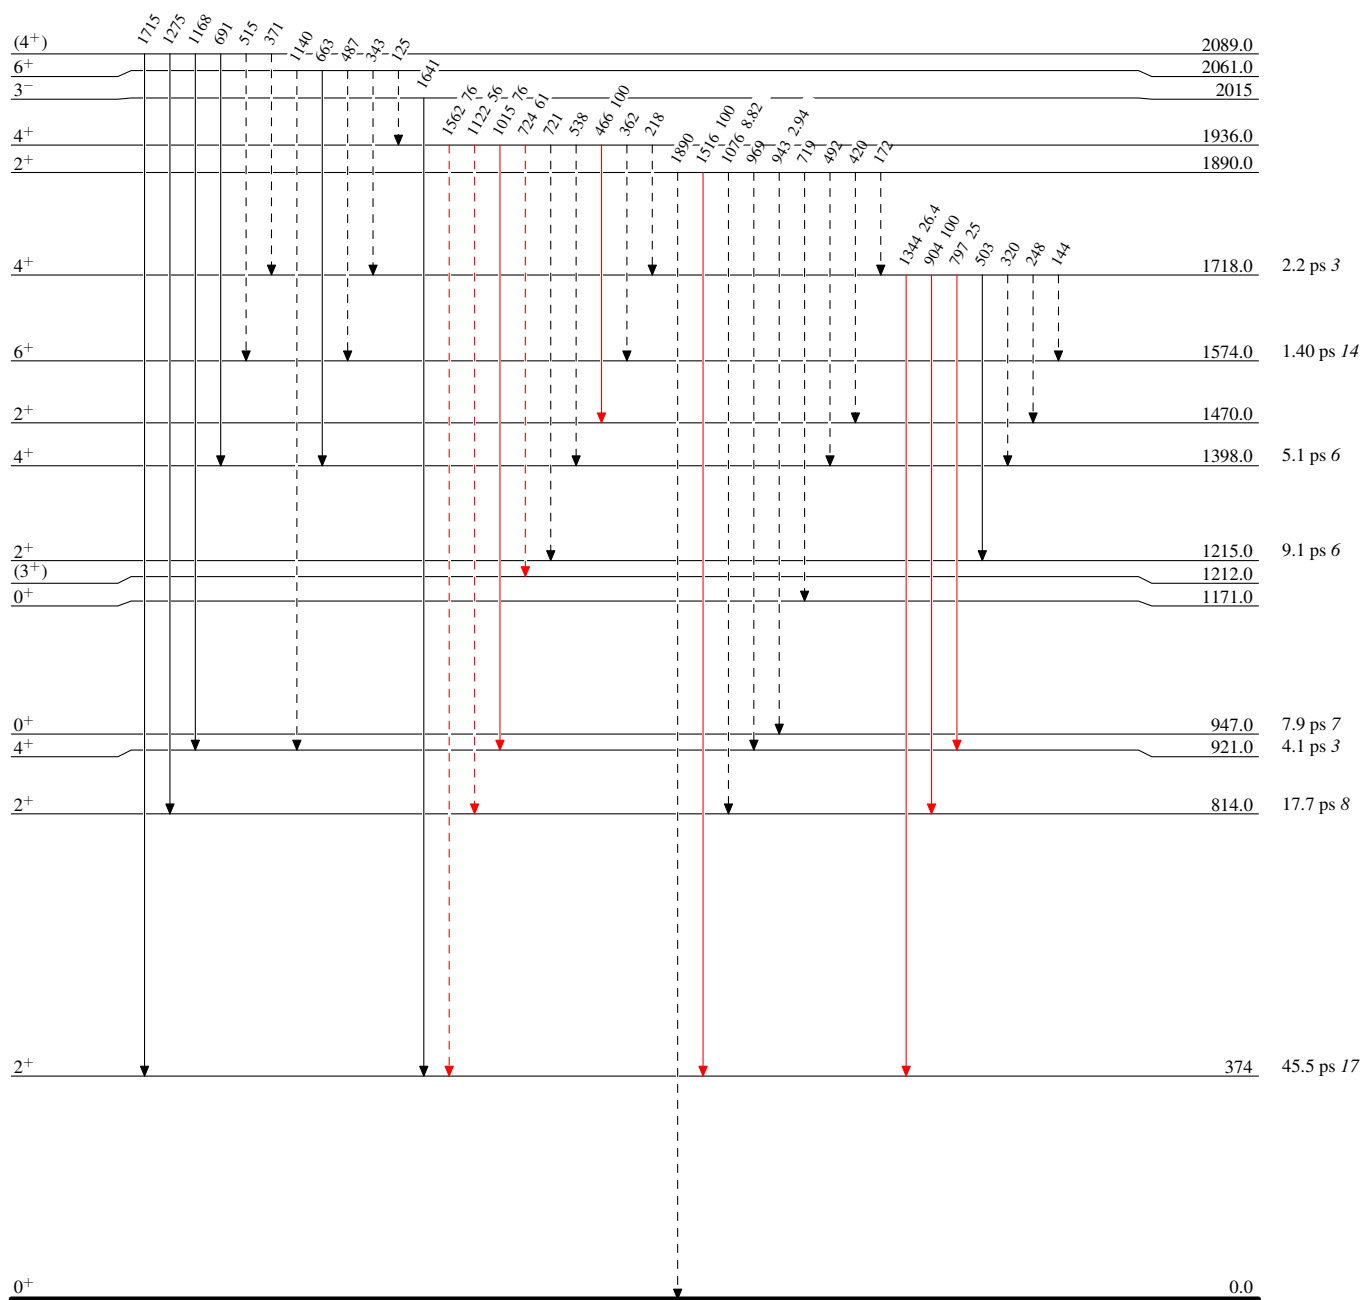 1715 1275 1168 691 515 371 1140 663 487 343 125 1641
(4+) 2089.0
6+ 2061.0
3− 2015
1562 76 1122 56 1015 76 724 61 721 538 466 100 362 218
4+ 1936.0
1890 1516 100 1076 8.82 969 943 2.94 719 492 420 172
2+ 1890.0
1344 26.4 904 100 797 25 503 320 248 144
4+ 1718.0 2.2 ps 3
6+ 1574.0 1.40 ps 14
2+ 1470.0
4+ 1398.0 5.1 ps 6
2+ 1215.0 9.1 ps 6
(3+) 1212.0
0+ 1171.0
0+ 947.0 7.9 ps 7
4+ 921.0 4.1 ps 3
2+ 814.0 17.7 ps 8
2+ 374 45.5 ps 17
0+ 0.0